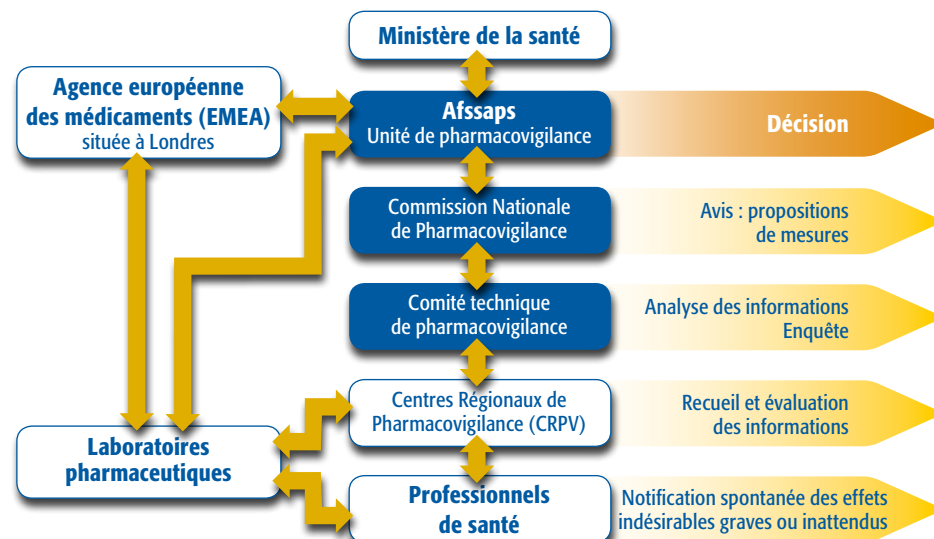 Ministère de la santé
Agence européenne
des médicaments (EMEA)
située à Londres
Afssaps
Unité de pharmacovigilance
Décision
Commission Nationale
de Pharmacovigilance
Avis : propositions
de mesures
Comité technique
de pharmacovigilance
Analyse des informations
Enquête
Centres Régionaux de
Pharmacovigilance (CRPV)
Recueil et évaluation
des informations
Laboratoires
pharmaceutiques
Professionnels
de santé
Notification spontanée des effets
indésirables graves ou inattendus